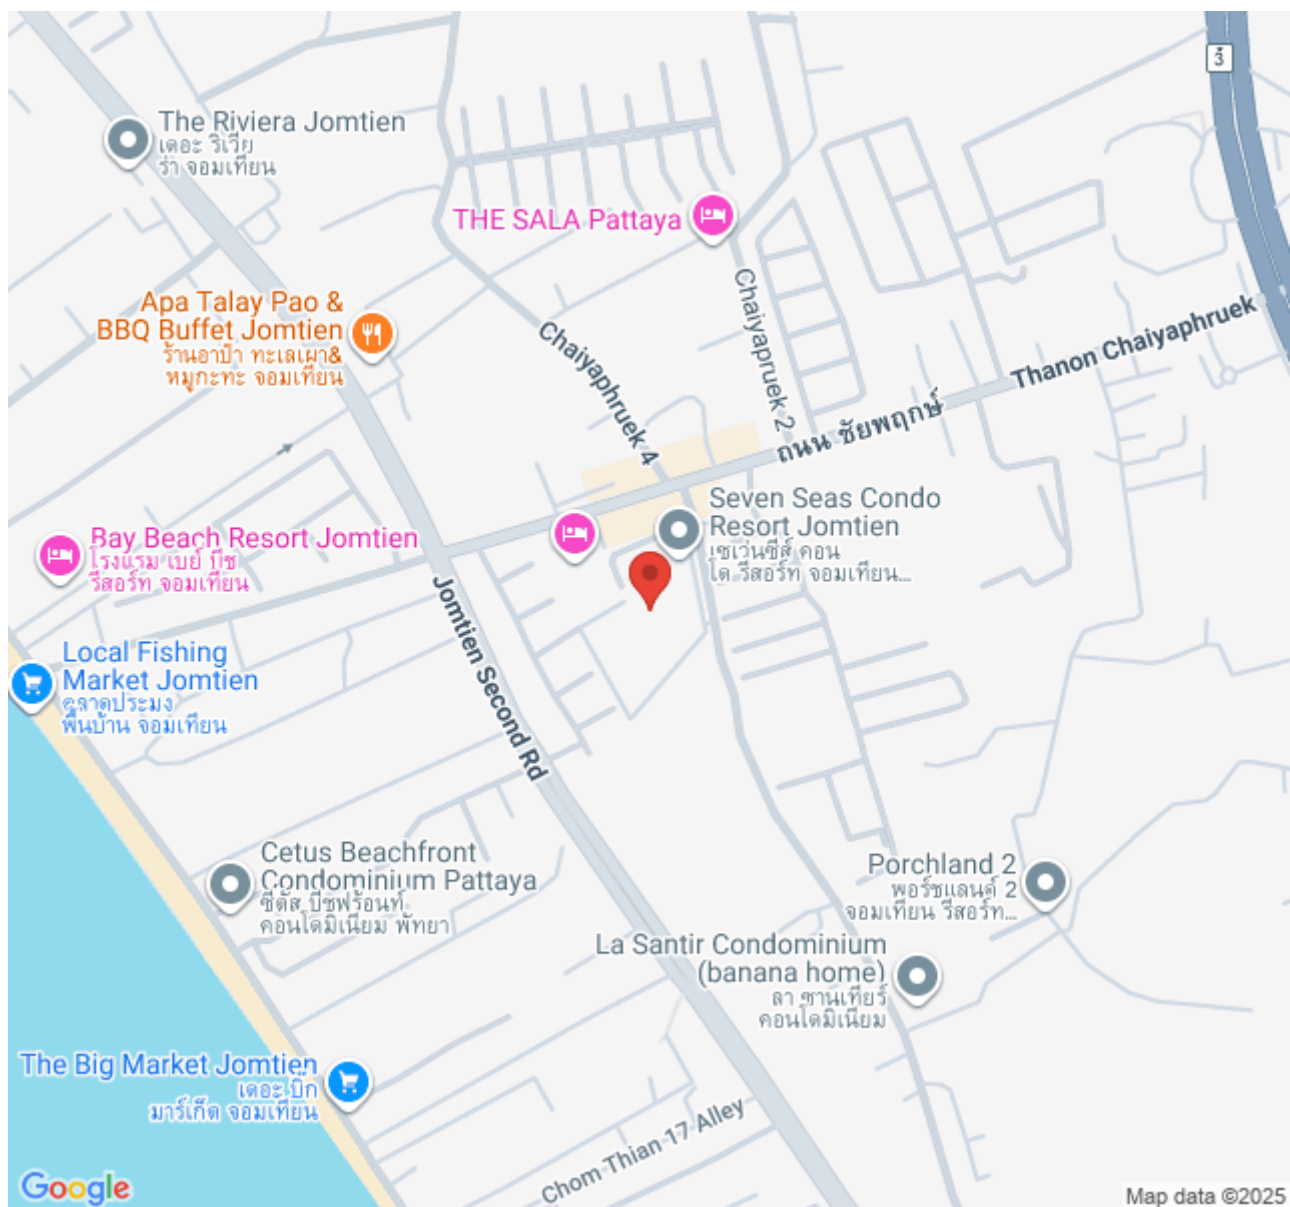 3
The Riviera Jomtien
เดอะ ริเวีย
ร่า จอมเทียน
THE SALA Pattaya
Chaiyapruek 2
Thanon Chaiyaphruek
Apa Talay Pao &
BBQ Buffet Jomtien
ร้านอาป๋า ทะเลเผา&
หมูกะทะ จอมเทียน
Chaiyaphruek 4
ถนน ชัยพฤกษ์
Seven Seas Condo
Resort Jomtien
เซเว่นซีส์ คอน
โด รีสอร์ท จอมเทียน...
Bay Beach Resort Jomtien
โรงแรม เบย์ บีช
รีสอร์ท จอมเทียน
Jomtien Second Rd
Local Fishing
Market Jomtien
ตลาดประมง
พื้นบ้าน จอมเทียน
Cetus Beachfront
Condominium Pattaya
ซีตัส บีชฟร้อนท์
คอนโดมิเนียม พัทยา
Porchland 2
พอร์ชแลนด์ 2
จอมเทียน รีสอร์ท...
La Santir Condominium
(banana home)
ลา ซานเทียร์
คอนโดมิเนียม
The Big Market Jomtien
เดอะ บิ๊ก
มาร์เก็ต จอมเทียน
Chom Thian 17 Alley
Google
Map data ©2025